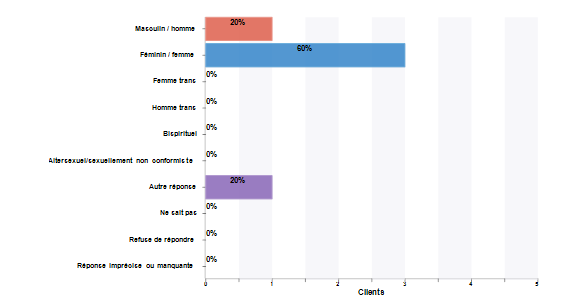 Masculin / homme
20%
Féminin / femme
60%
Femme trans
0%
Homme trans
0%
Bispirituel
0%
Altersexuel/sexuellement non conformiste
0%
Autre réponse
20%
Ne sait pas
0%
Refuse de répondre
0%
Réponse imprécise ou manquante
0%
0 1 2 3 4 5
Clients